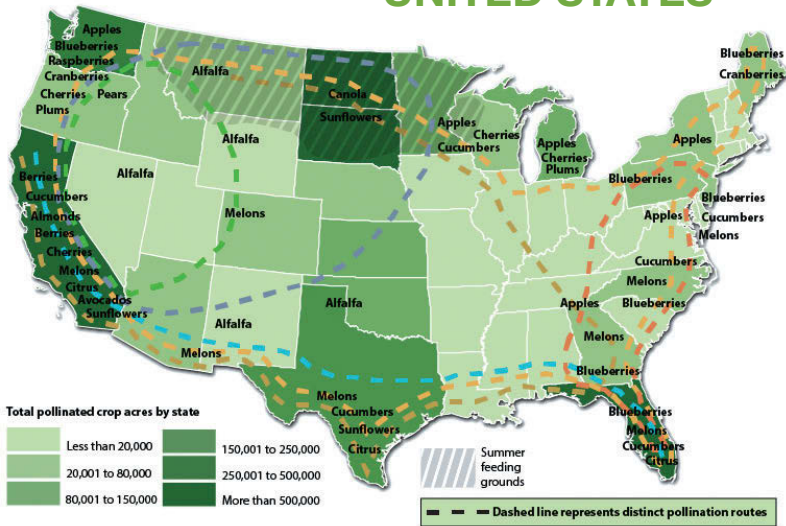 UNITED STATES
Apples
Blueberries
Raspberries
Cranberries
Cherries Pears
Plums
Alfalfa
Canola
Sunflowers
Alfalfa
Alfalfa
Apples
Cherries
Cucumbers
Apples
Cherries
Plums
Blueberries
Cranberries
Apples
Blueberries
Blueberries
Cucumbers
Melons
Apples
Cucumbers
Melons
Blueberries
Apples
Melons
Blueberries
Berries
Cucumbers
Almonds
Berries
Cherries
Melons
Citrus
Avocados
Sunflowers
Melons
Alfalfa
Alfalfa
Melons
Melons
Cucumbers
Sunflowers
Citrus
Blueberries
Melons
Cucumbers
Citrus
Total pollinated crop acres by state
Less than 20,000
20,001 to 80,000
80,001 to 150,000
150,001 to 250,000
250,001 to 500,000
More than 500,000
Summer
feeding
grounds
Dashed line represents distinct pollination routes